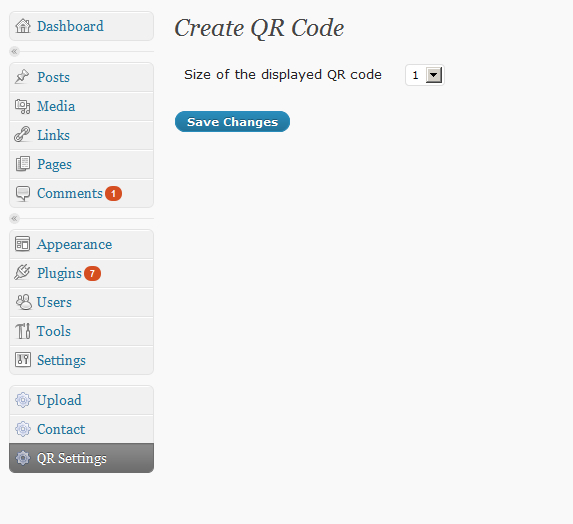 Dashboard
Posts
Media
Links
Pages
Comments 1
Appearance
Plugins 7
Users
Tools
Settings
Upload
Contact
QR Settings
Create QR Code
Size of the displayed QR code 1
Save Changes